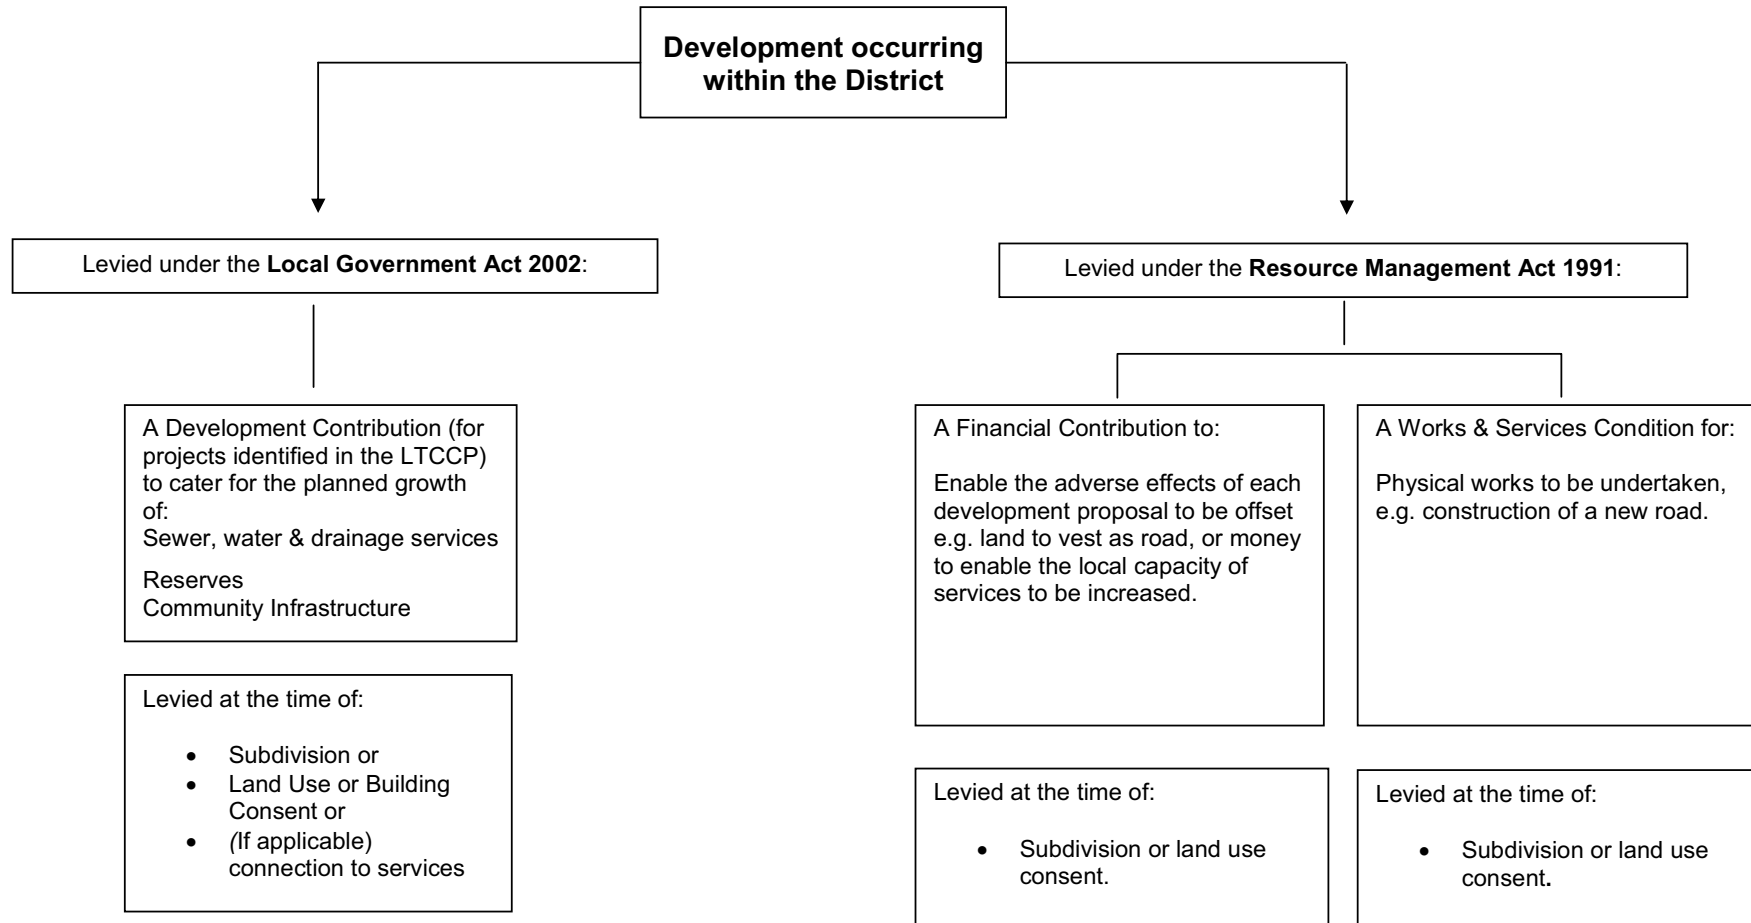 Development occurring
within the District
Levied under the Local Government Act 2002:
A Development Contribution (for
projects identified in the LTCCP)
to cater for the planned growth
of:
Sewer, water & drainage services
Reserves
Community Infrastructure
Levied at the time of:
• Subdivision or
• Land Use or Building
Consent or
• (If applicable)
connection to services
Levied under the Resource Management Act 1991:
A Financial Contribution to:
Enable the adverse effects of each
development proposal to be offset
e.g. land to vest as road, or money
to enable the local capacity of
services to be increased.
Levied at the time of:
• Subdivision or land use
consent.
A Works & Services Condition for:
Physical works to be undertaken,
e.g. construction of a new road.
Levied at the time of:
• Subdivision or land use
consent.